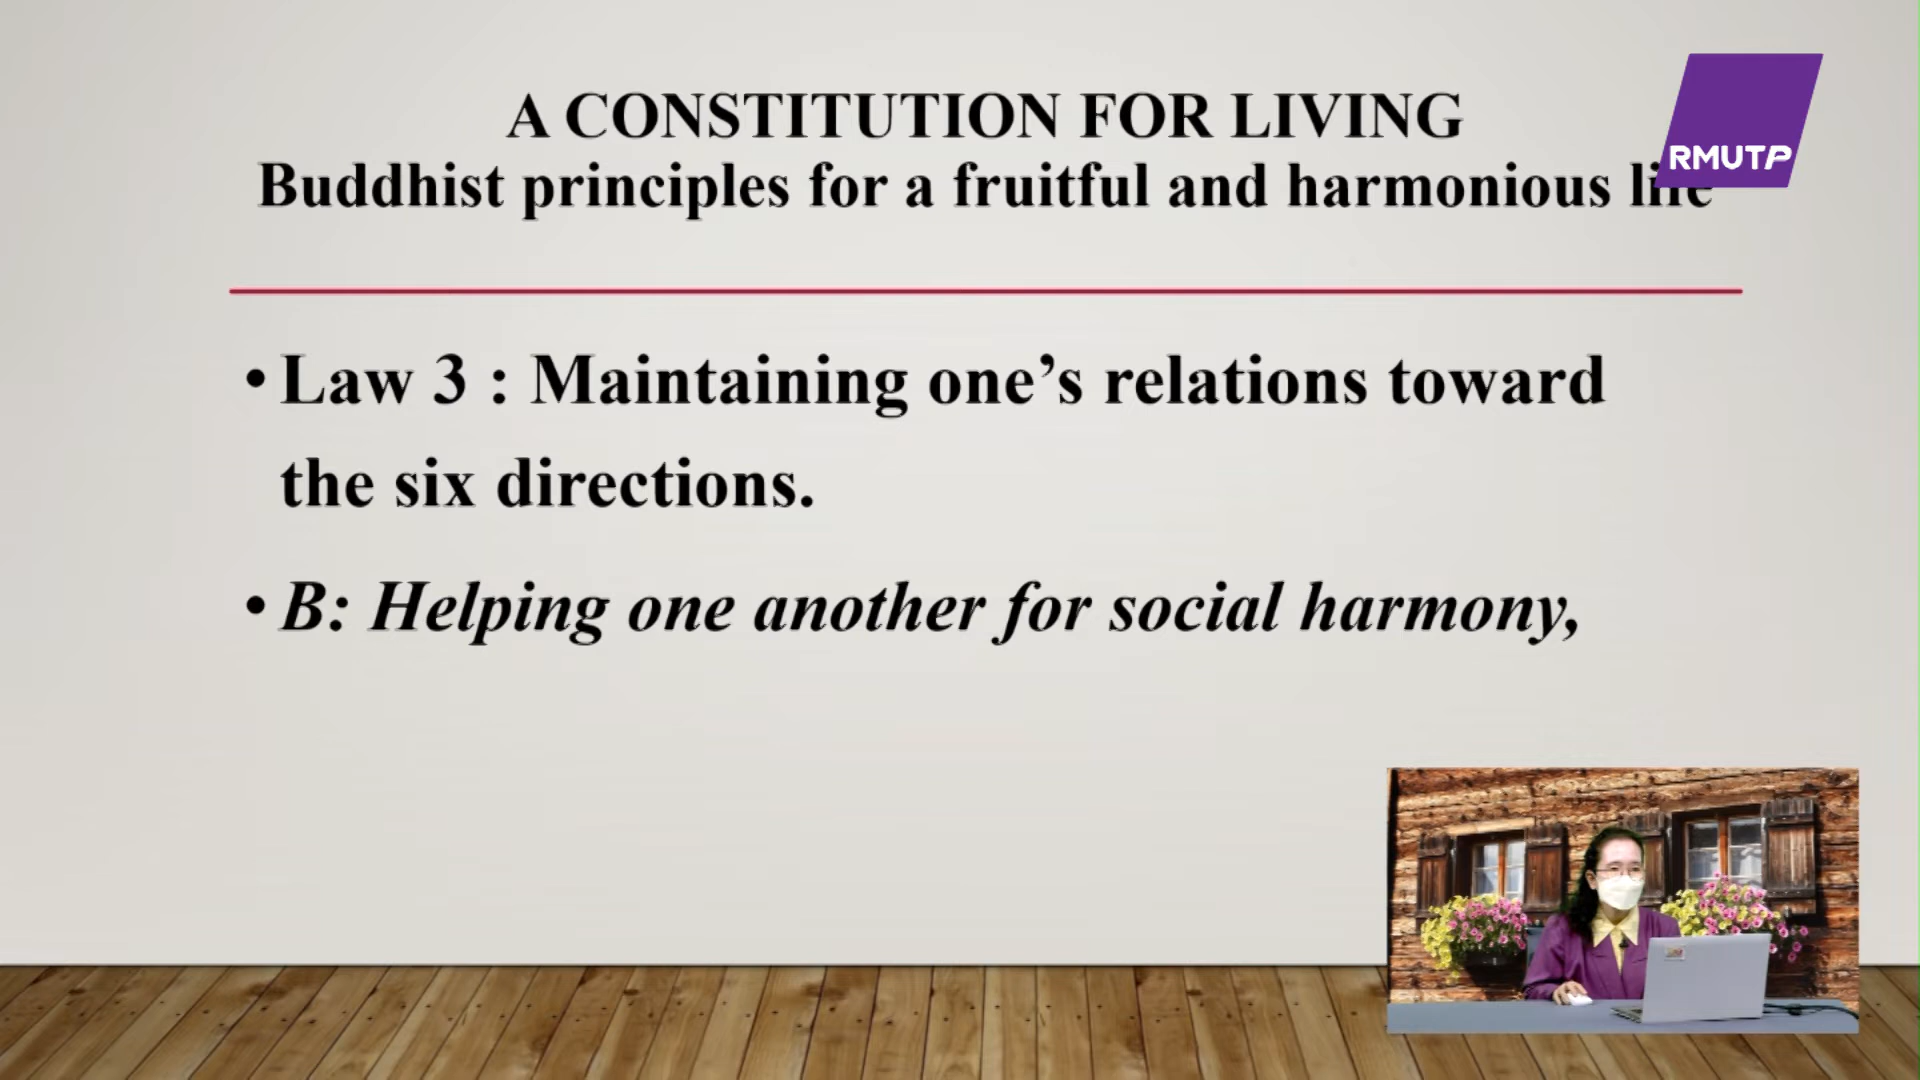 A CONSTITUTION FOR LIVING
Buddhist principles for a fruitful and harmonious life
RMUTP
• Law 3 : Maintaining one’s relations toward
the six directions.
• B: Helping one another for social harmony,